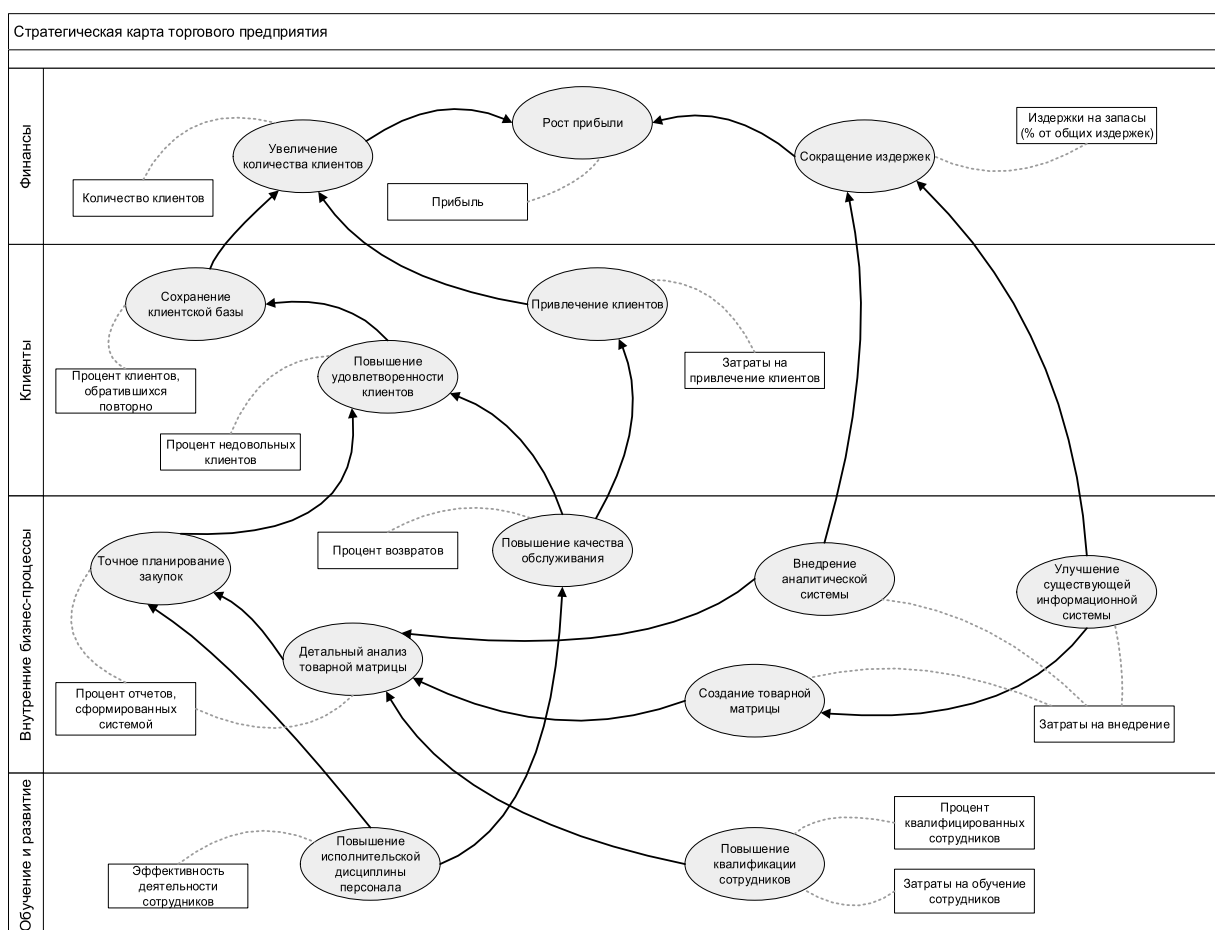 Стратегическая карта торгового предприятия
Финансы
Рост прибыли
Увеличение
количества клиентов
Сокращение издержек
Издержки на запасы
(% от общих издержек)
Количество клиентов
Прибыль
Клиенты
Сохранение
клиентской базы
Привлечение клиентов
Повышение
удовлетворенности
клиентов
Затраты на
привлечение клиентов
Процент клиентов,
обратившихся
повторно
Процент недовольных
клиентов
Внутренние бизнес-процессы
Точное планирование
закупок
Процент возвратов
Повышение качества
обслуживания
Внедрение
аналитической
системы
Улучшение
существующей
информационной
системы
Детальный анализ
товарной матрицы
Процент отчетов,
сформированных
системой
Создание товарной
матрицы
Затраты на внедрение
Обучение и развитие
Повышение
исполнительской
дисциплины
персонала
Эффективность
деятельности
сотрудников
Повышение
квалификации
сотрудников
Процент
квалифицированных
сотрудников
Затраты на обучение
сотрудников